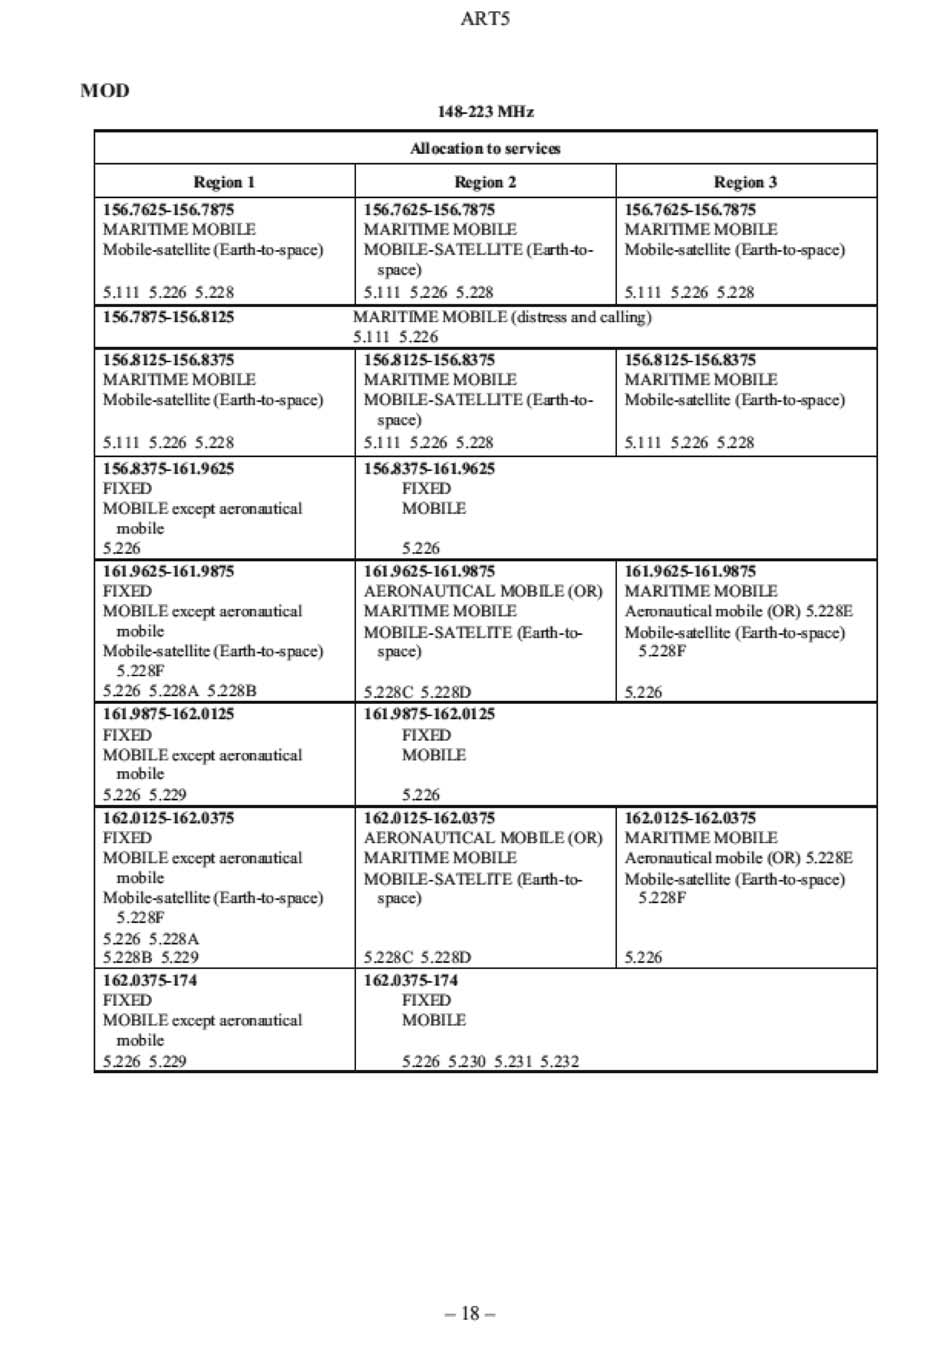 ART5
MOD
148-223 MHz
Allocation to services
Region 1
Region 2
Region 3
156.7625-156.7875
MARITIME MOBILE
Mobile-satellite (Earth-to-space)
5.111 5.226 5.228
156.7625-156.7875
MARITIME MOBILE
MOBILE-SATELLITE (Earth-to-
space)
5.111 5.226 5.228
156.7625-156.7875
MARITIME MOBILE
Mobile-satellite (Earth-to-space)
5.111 5.226 5.228
156.7875-156.8125
MARITIME MOBILE (distress and calling)
5.111 5.226
156.8125-156.8375
MARITIME MOBILE
Mobile-satellite (Earth-to-space)
5.111 5.226 5.228
156.8125-156.8375
MARITIME MOBILE
MOBILE-SATELLITE (Earth-to-
space)
5.111 5.226 5.228
156.8125-156.8375
MARITIME MOBILE
Mobile-satellite (Earth-to-space)
5.111 5.226 5.228
156.8375-161.9625
FIXED
MOBILE except aeronautical
mobile
5.226
156.8375-161.9625
FIXED
MOBILE
5.226
161.9625-161.9875
FIXED
MOBILE except aeronautical
mobile
Mobile-satellite (Earth-to-space)
5.228F
5.226 5.228A 5.228B
161.9625-161.9875
AERONAUTICAL MOBILE (OR)
MARITIME MOBILE
MOBILE-SATELITE (Earth-to-
space)
5.228C 5.228D
161.9625-161.9875
MARITIME MOBILE
Aeronautical mobile (OR) 5.228E
Mobile-satellite (Earth-to-space)
5.228F
5.226
161.9875-162.0125
FIXED
MOBILE except aeronautical
mobile
5.226 5.229
161.9875-162.0125
FIXED
MOBILE
5.226
162.0125-162.0375
FIXED
MOBILE except aeronautical
mobile
Mobile-satellite (Earth-to-space)
5.228F
5.226 5.228A
5.228B 5.229
162.0125-162.0375
AERONAUTICAL MOBILE (OR)
MARITIME MOBILE
MOBILE-SATELITE (Earth-to-
space)
5.228C 5.228D
162.0125-162.0375
MARITIME MOBILE
Aeronautical mobile (OR) 5.228E
Mobile-satellite (Earth-to-space)
5.228F
5.226
162.0375-174
FIXED
MOBILE except aeronautical
mobile
5.226 5.229
162.0375-174
FIXED
MOBILE
5.226 5.230 5.231 5.232
– 18 –